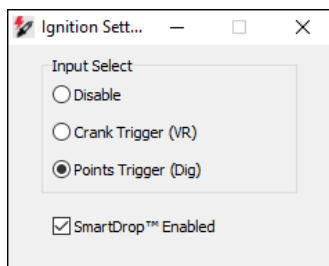 Ignition Sett...
Input Select
Disable
Crank Trigger (VR)
Points Trigger (Dig)
SmartDrop™ Enabled